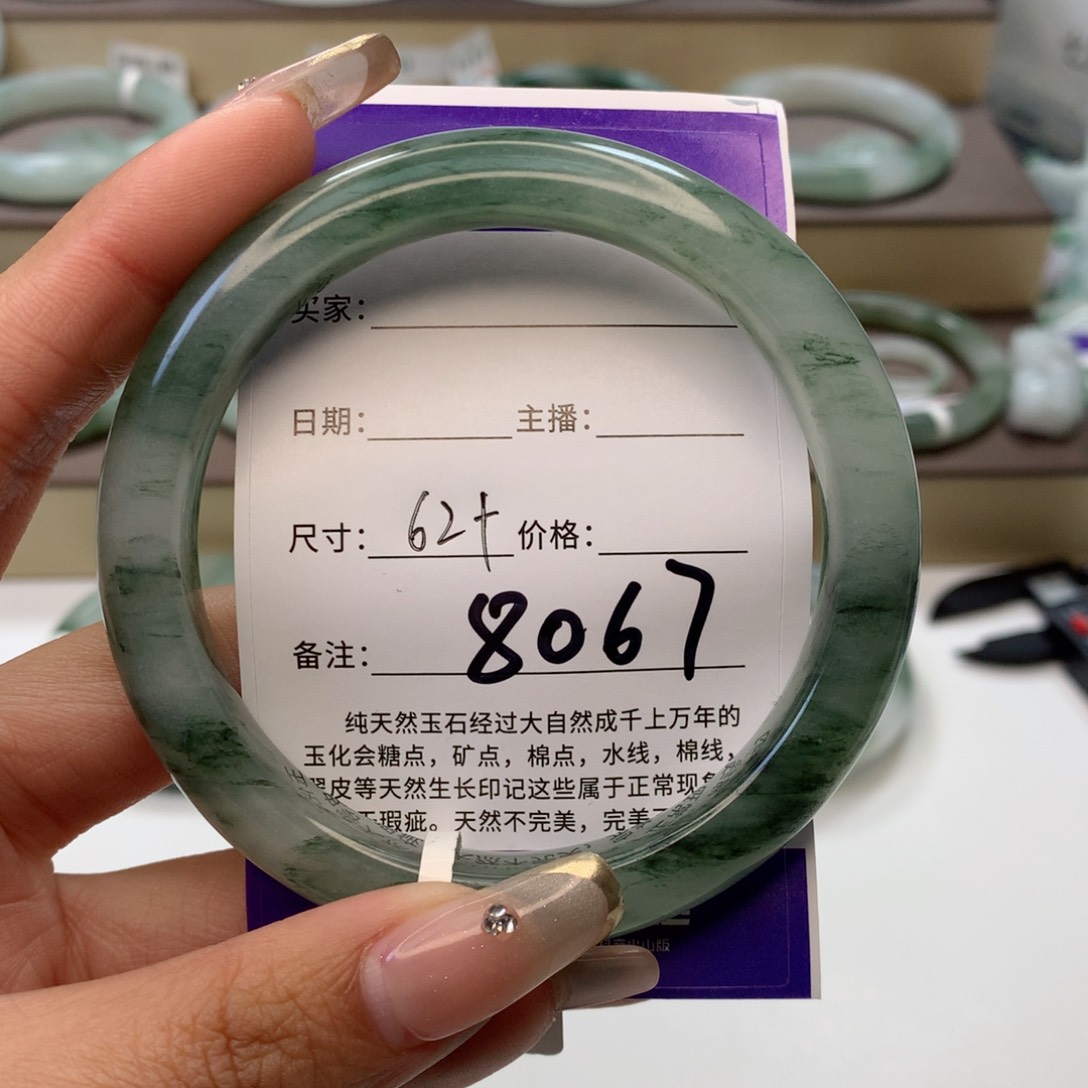 买家：
日期： 主播：
尺寸： 62+ 价格：
备注： 8067
纯天然玉石经过大自然成千上万年的
玉化会糖点，矿点，棉点，水线，棉线，
皮等天然生长印记这些属于正常现象
瑕疵。天然不完美，完美